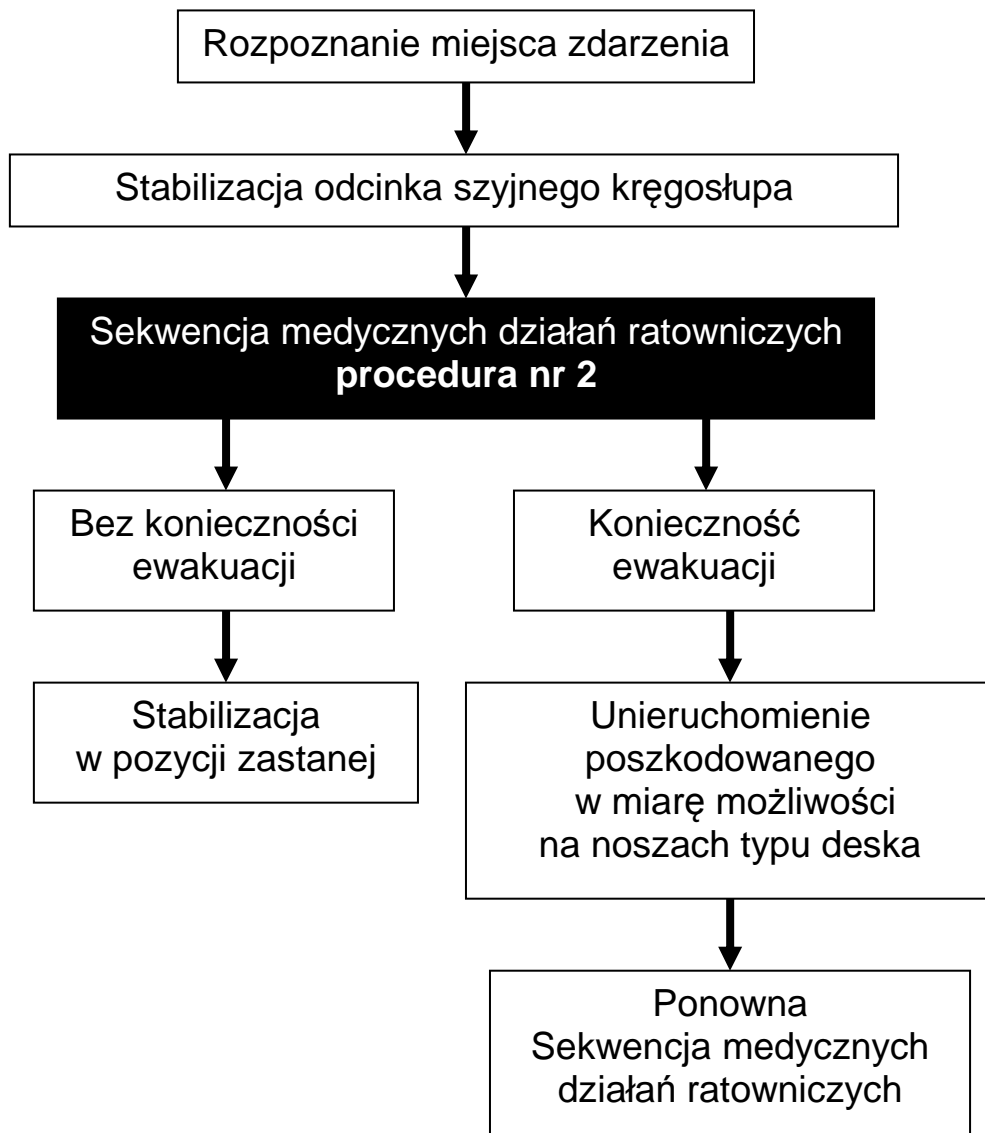 Rozpoznanie miejsca zdarzenia
Stabilizacja odcinka szyjnego kręgosłupa
Sekwencja medycznych działań ratowniczych
procedura nr 2
Bez konieczności
ewakuacji
Konieczność
ewakuacji
Stabilizacja
w pozycji zastanej
Unieruchomienie
poszkodowanego
w miarę możliwości
na noszach typu deska
Ponowna
Sekwencja medycznych
działań ratowniczych